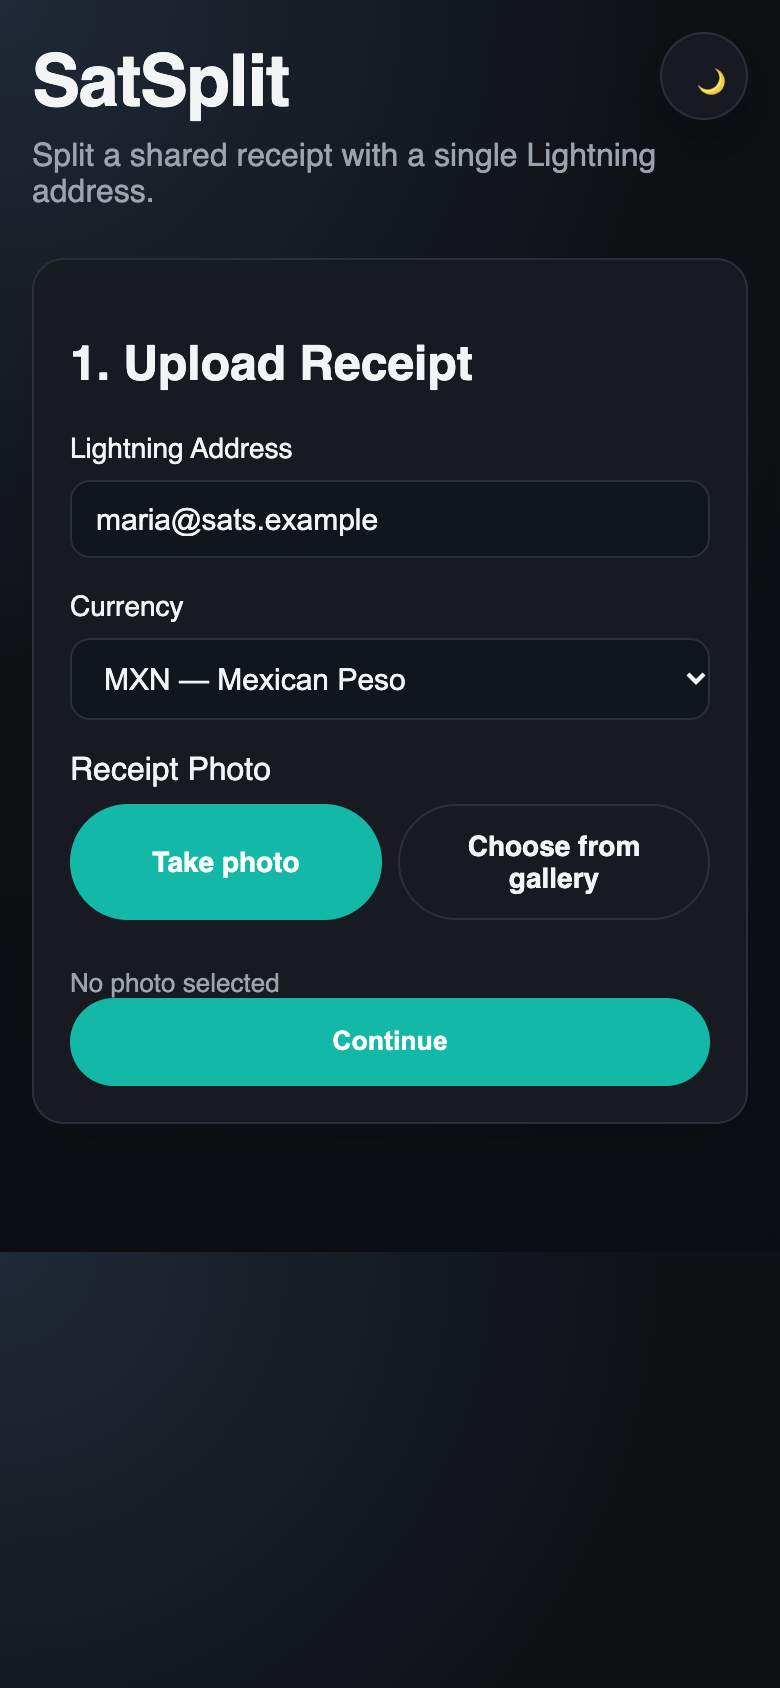 SatSplit
Split a shared receipt with a single Lightning
address.
1. Upload Receipt
Lightning Address
maria@sats.example
Currency
MXN — Mexican Peso
Receipt Photo
Take photo
Choose from
gallery
No photo selected
Continue